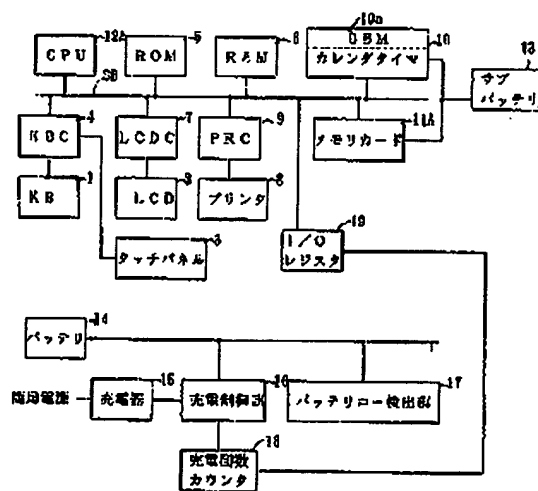 10a
12A
5
6
GBM
10
CPU
ROM
RAM
カレンダタイマ
13
SB
サブ
バッテリ
4
7
9
11A
KBC
LCDC
PRC
メモリカード
1
3
8
KB
LCD
プリンタ
19
I/O
レジスタ
タッチパネル
14
バッテリ
15
16
17
商用電源
充電器
充電制御部
バッテリロー検出部
18
充電回数
カウンタ